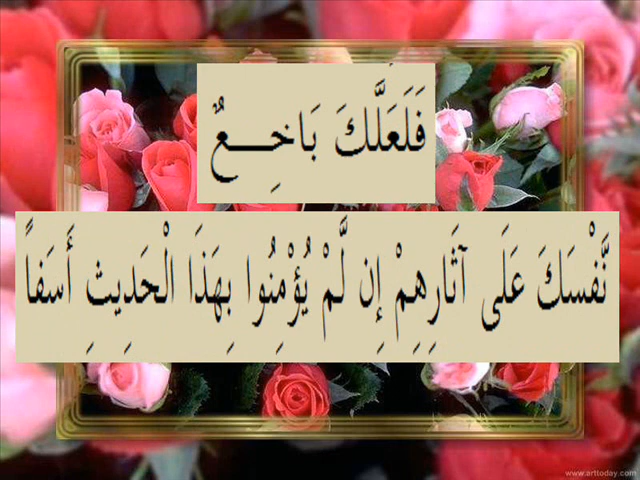 فَلَعَلَّكَ بَاخِـــعٌ
نَّفْسَكَ عَلَى آثَارِهِمْ إِن لَّمْ يُؤْمِنُوا بِهَذَا الْحَدِيثِ أَسَفاً
www.arttoday.com